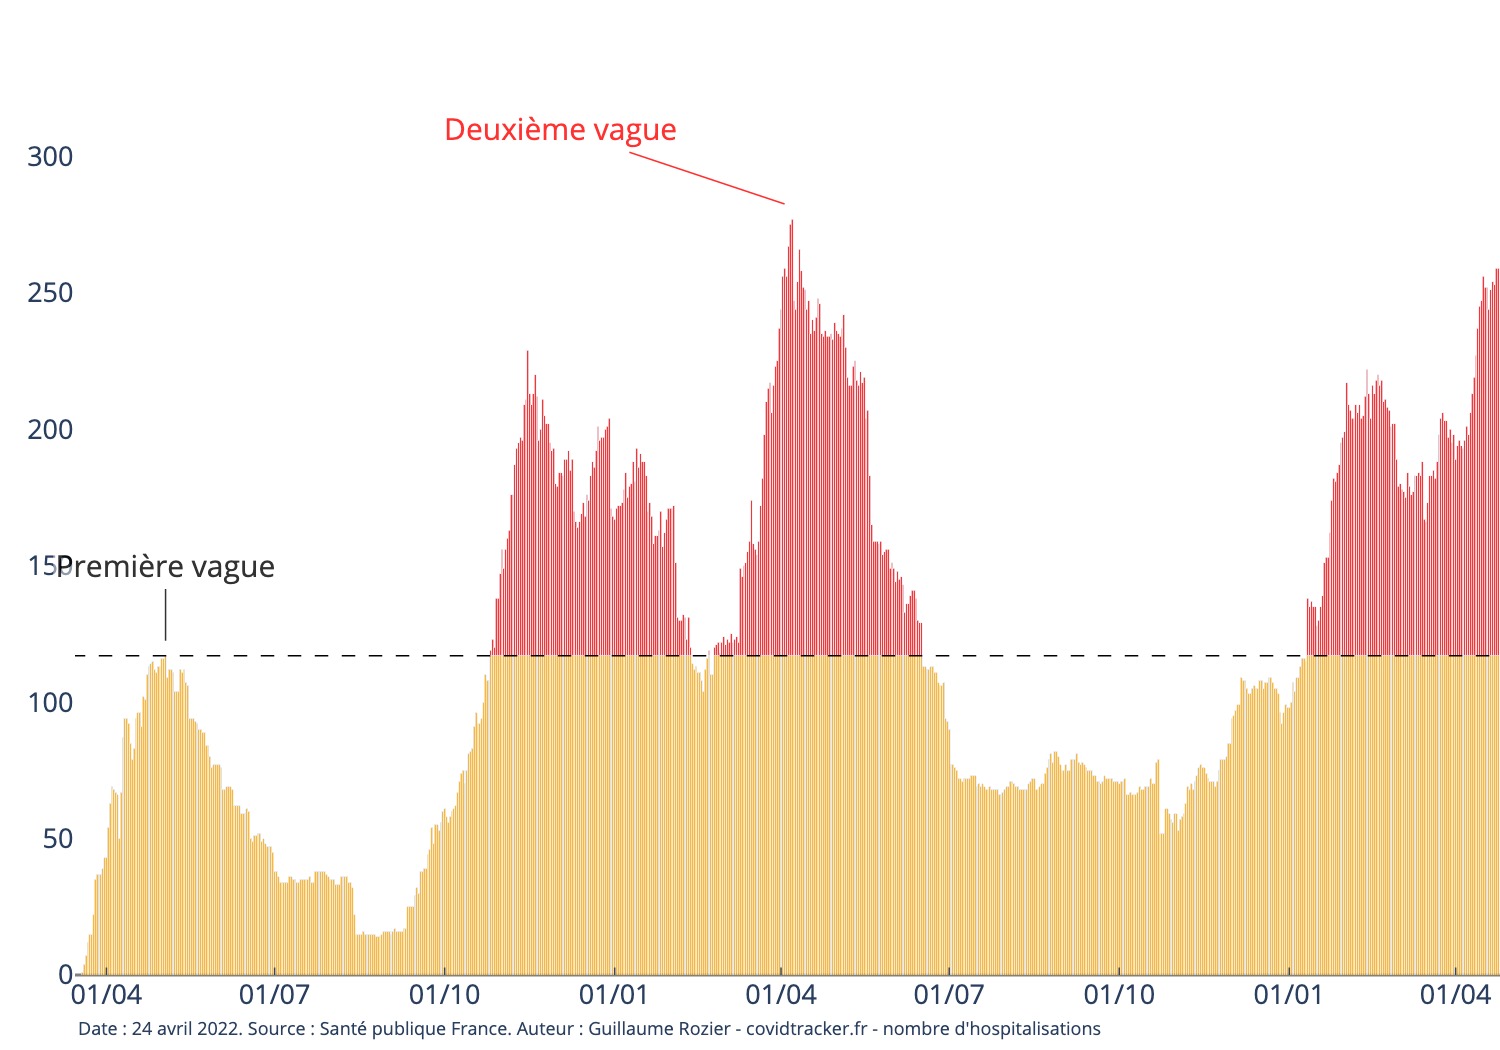 Deuxième vague
300
250
200
150
Première vague
100
50
0
01/04 01/07 01/10 01/01 01/04 01/07 01/10 01/01 01/04
Date : 24 avril 2022. Source : Santé publique France. Auteur : Guillaume Rozier - covidtracker.fr - nombre d'hospitalisations